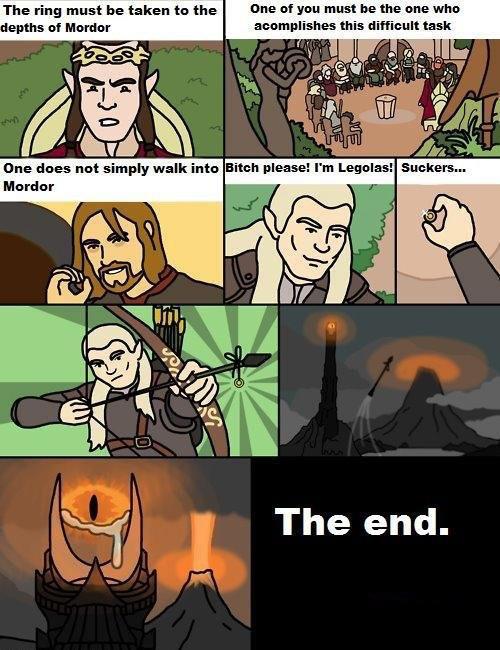 The ring must be taken to the
depths of Mordor
One of you must be the one who
acomplishes this difficult task
One does not simply walk into
Mordor
Bitch please! I'm Legolas!
Suckers...
The end.